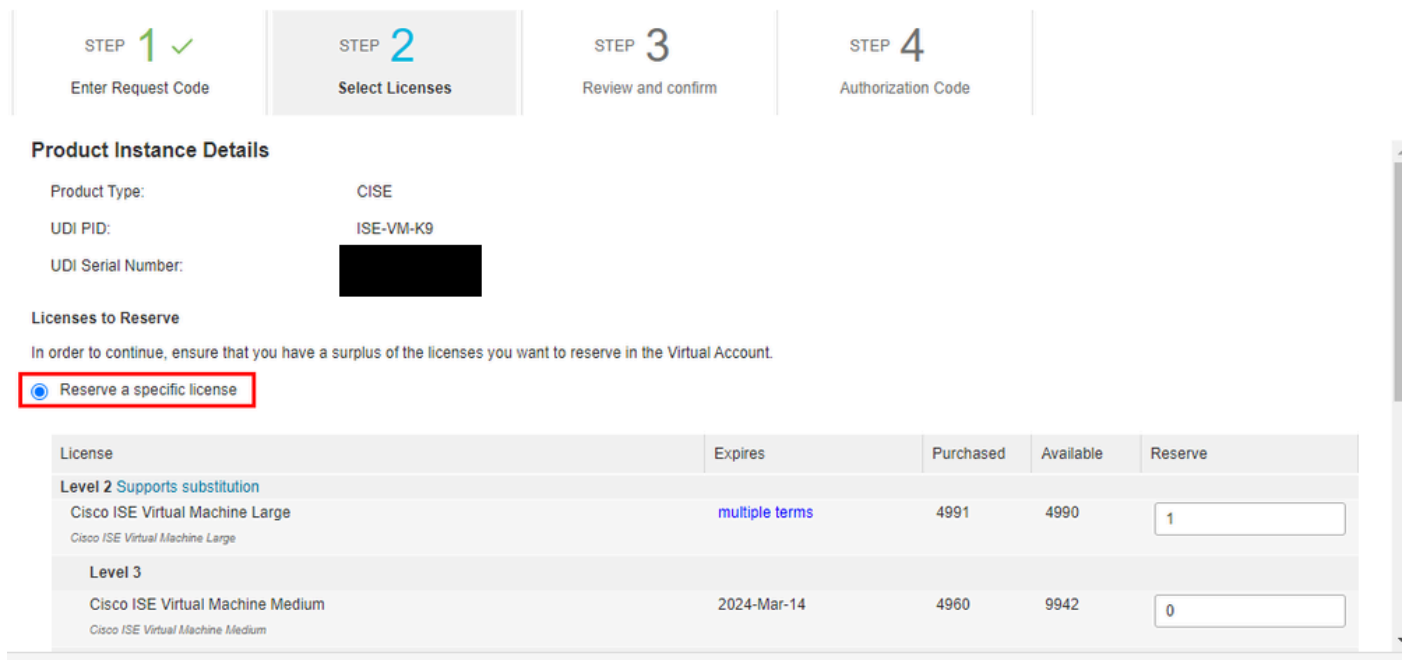 STEP 1 STEP 2 STEP 3 STEP 4
Enter Request Code Select Licenses Review and confirm Authorization Code
Product Instance Details
Product Type: CISE
UDI PID: ISE-VM-K9
UDI Serial Number:
Licenses to Reserve
In order to continue, ensure that you have a surplus of the licenses you want to reserve in the Virtual Account.
Reserve a specific license
License Expires Purchased Available Reserve
Level 2 Supports substitution
Cisco ISE Virtual Machine Large multiple terms 4991 4990 1
Cisco ISE Virtual Machine Large
Level 3
Cisco ISE Virtual Machine Medium 2024-Mar-14 4960 9942 0
Cisco ISE Virtual Machine Medium